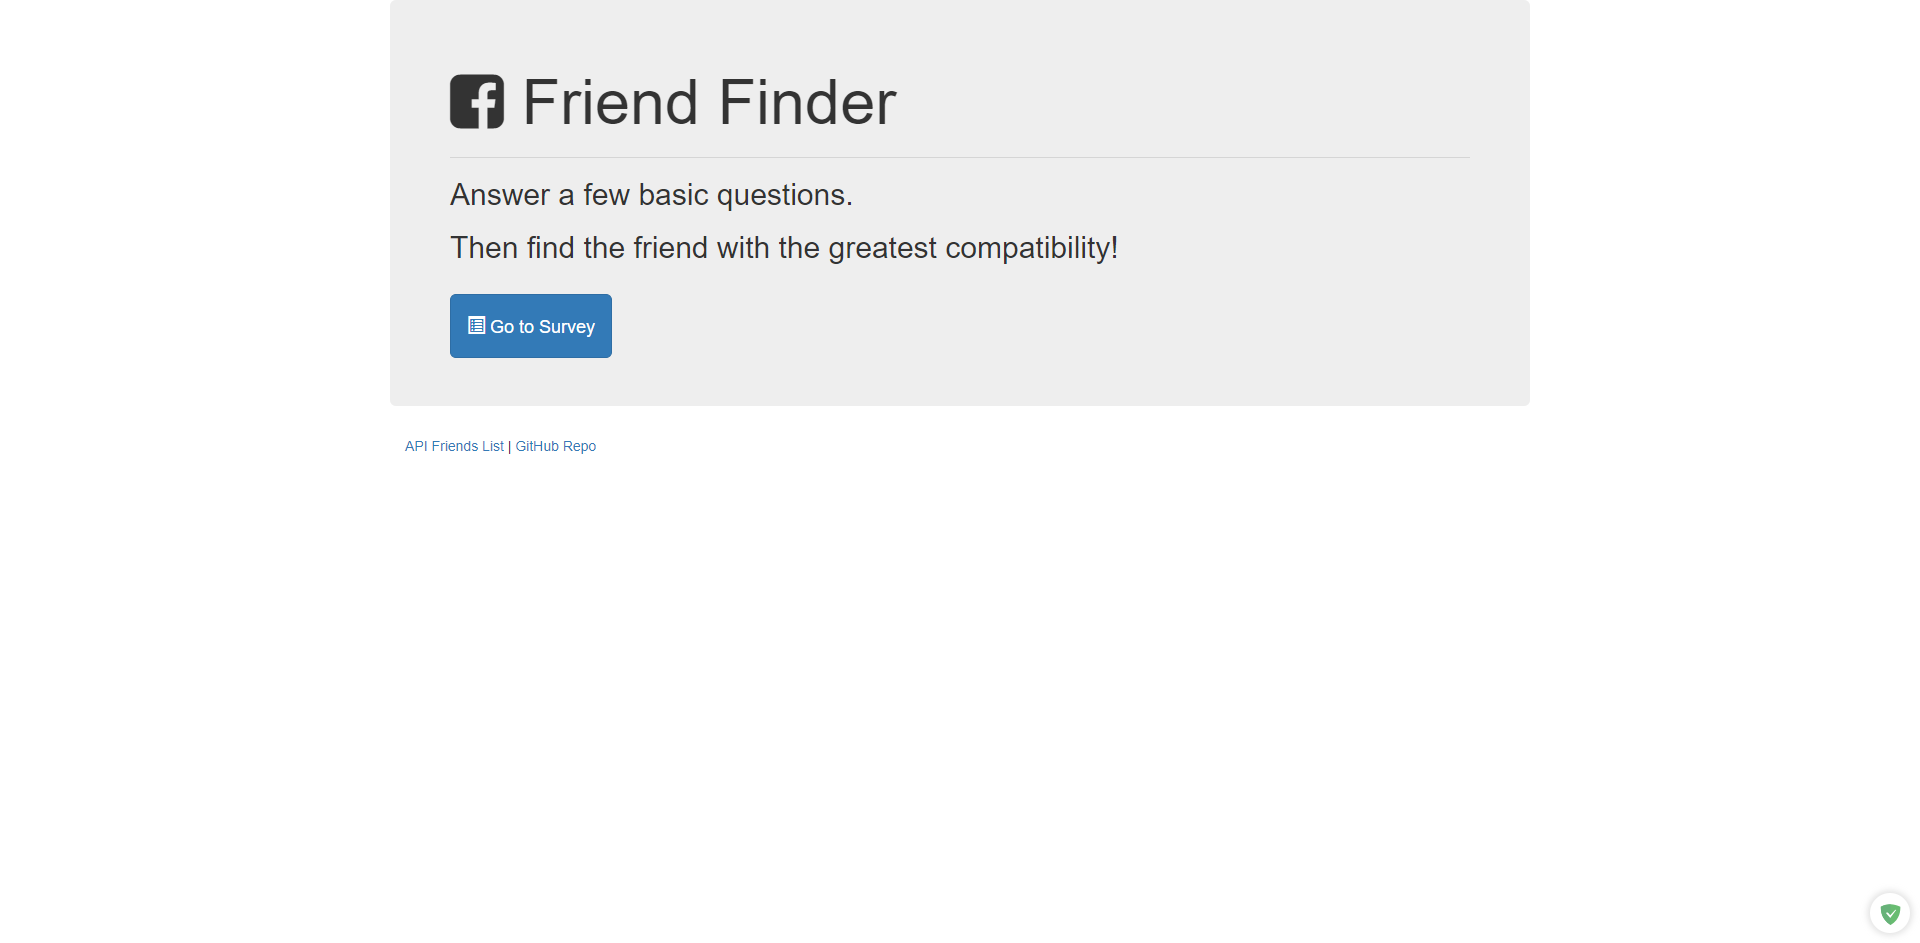 Friend Finder
Answer a few basic questions.
Then find the friend with the greatest compatibility!
Go to Survey
API Friends List | GitHub Repo